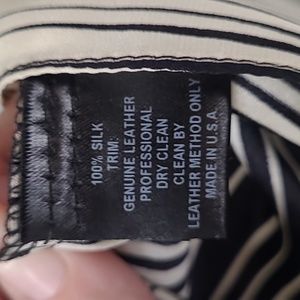 100% SILK
TRIM:
GENUINE LEATHER
PROFESSIONAL
DRY CLEAN
CLEAN BY
LEATHER METHOD ONLY
MADE IN U.S.A.